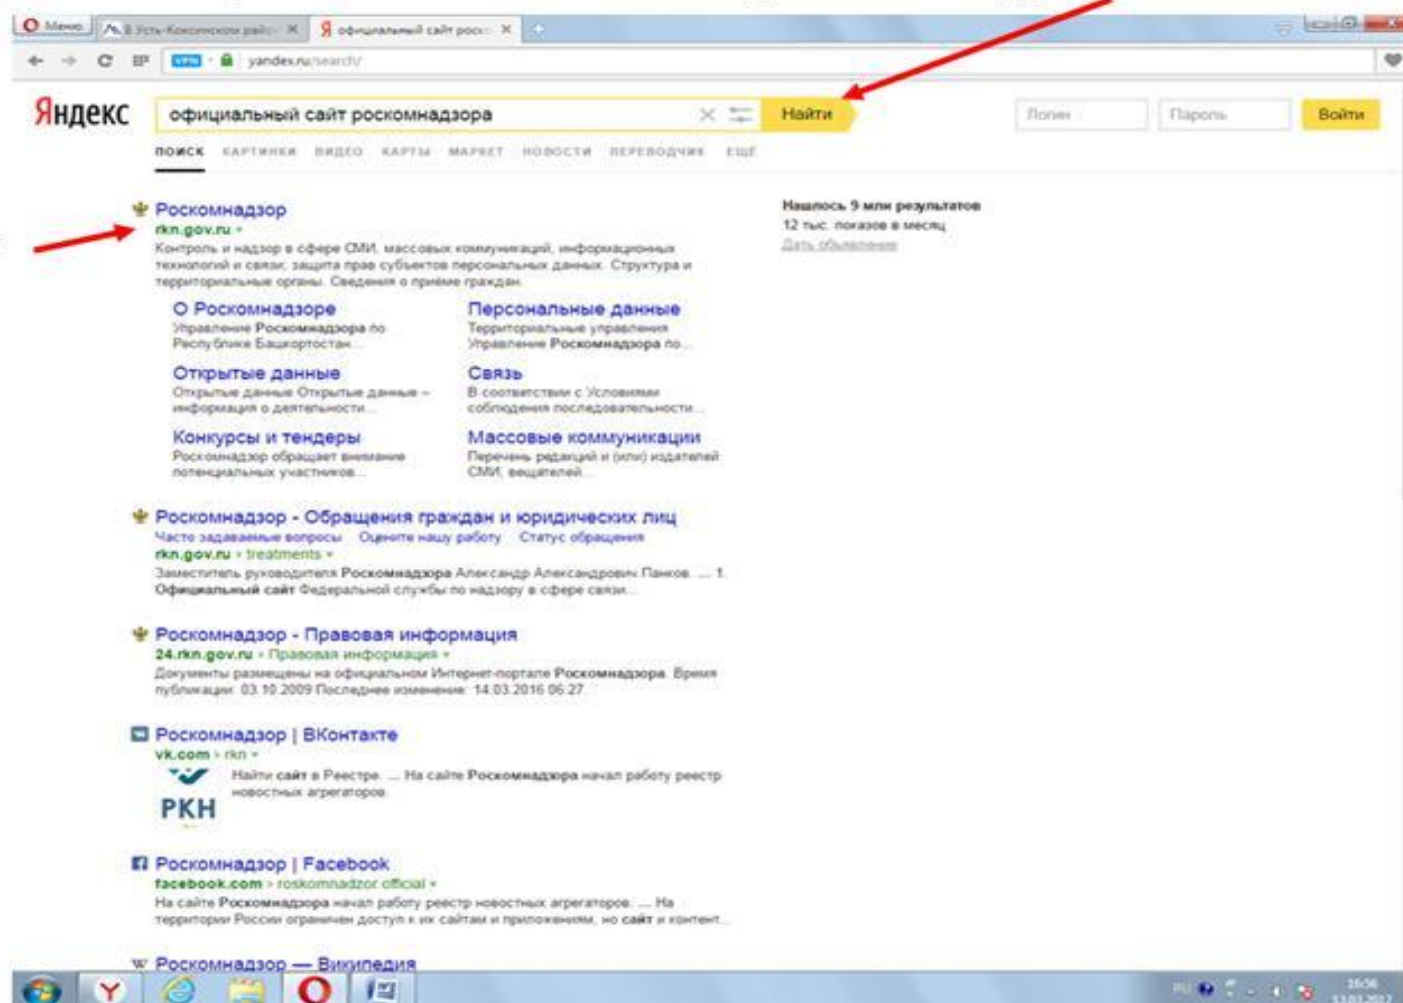 Меню
В Усть-Коксинском райо
официальный сайт роско
VPN
yandex.ru/search/
Яндекс
официальный сайт роскомнадзора
Найти
Логин
Пароль
Войти
ПОИСК КАРТИНКИ ВИДЕО КАРТЫ МАРКЕТ НОВОСТИ ПЕРЕВОДЧИК ЕЩЁ
Роскомнадзор
rkn.gov.ru
Контроль и надзор в сфере СМИ, массовых коммуникаций, информационных
технологий и связи; защита прав субъектов персональных данных. Структура и
территориальные органы. Сведения о приёме граждан.
О Роскомнадзоре
Управление Роскомнадзора по
Республике Башкортостан...
Персональные данные
Территориальные управления
Управление Роскомнадзора по...
Открытые данные
Открытые данные Открытые данные –
информация о деятельности...
Связь
В соответствии с Условиями
соблюдения последовательности...
Конкурсы и тендеры
Роскомнадзор обращает внимание
потенциальных участников...
Массовые коммуникации
Перечень редакций и (или) издателей
СМИ, вещателей...
Роскомнадзор - Обращения граждан и юридических лиц
Часто задаваемые вопросы Оцените нашу работу Статус обращения
rkn.gov.ru › treatments
Заместитель руководителя Роскомнадзора Александр Александрович Панков. ... 1.
Официальный сайт Федеральной службы по надзору в сфере связи...
Роскомнадзор - Правовая информация
24.rkn.gov.ru › Правовая информация
Документы размещены на официальном Интернет-портале Роскомнадзора. Время
публикации: 03.10.2009 Последнее изменение: 14.03.2016 06:27.
Роскомнадзор | ВКонтакте
vk.com › rkn
РКН
Найти сайт в Реестре. ... На сайте Роскомнадзора начал работу реестр
новостных агрегаторов.
Роскомнадзор | Facebook
facebook.com › roskomnadzor.official
На сайте Роскомнадзора начал работу реестр новостных агрегаторов. ... На
территории России ограничен доступ к их сайтам и приложениям, но сайт и контент...
Роскомнадзор — Википедия
Нашлось 9 млн результатов
12 тыс. показов в месяц
Дать объявление
RU
16:56
13.03.2017